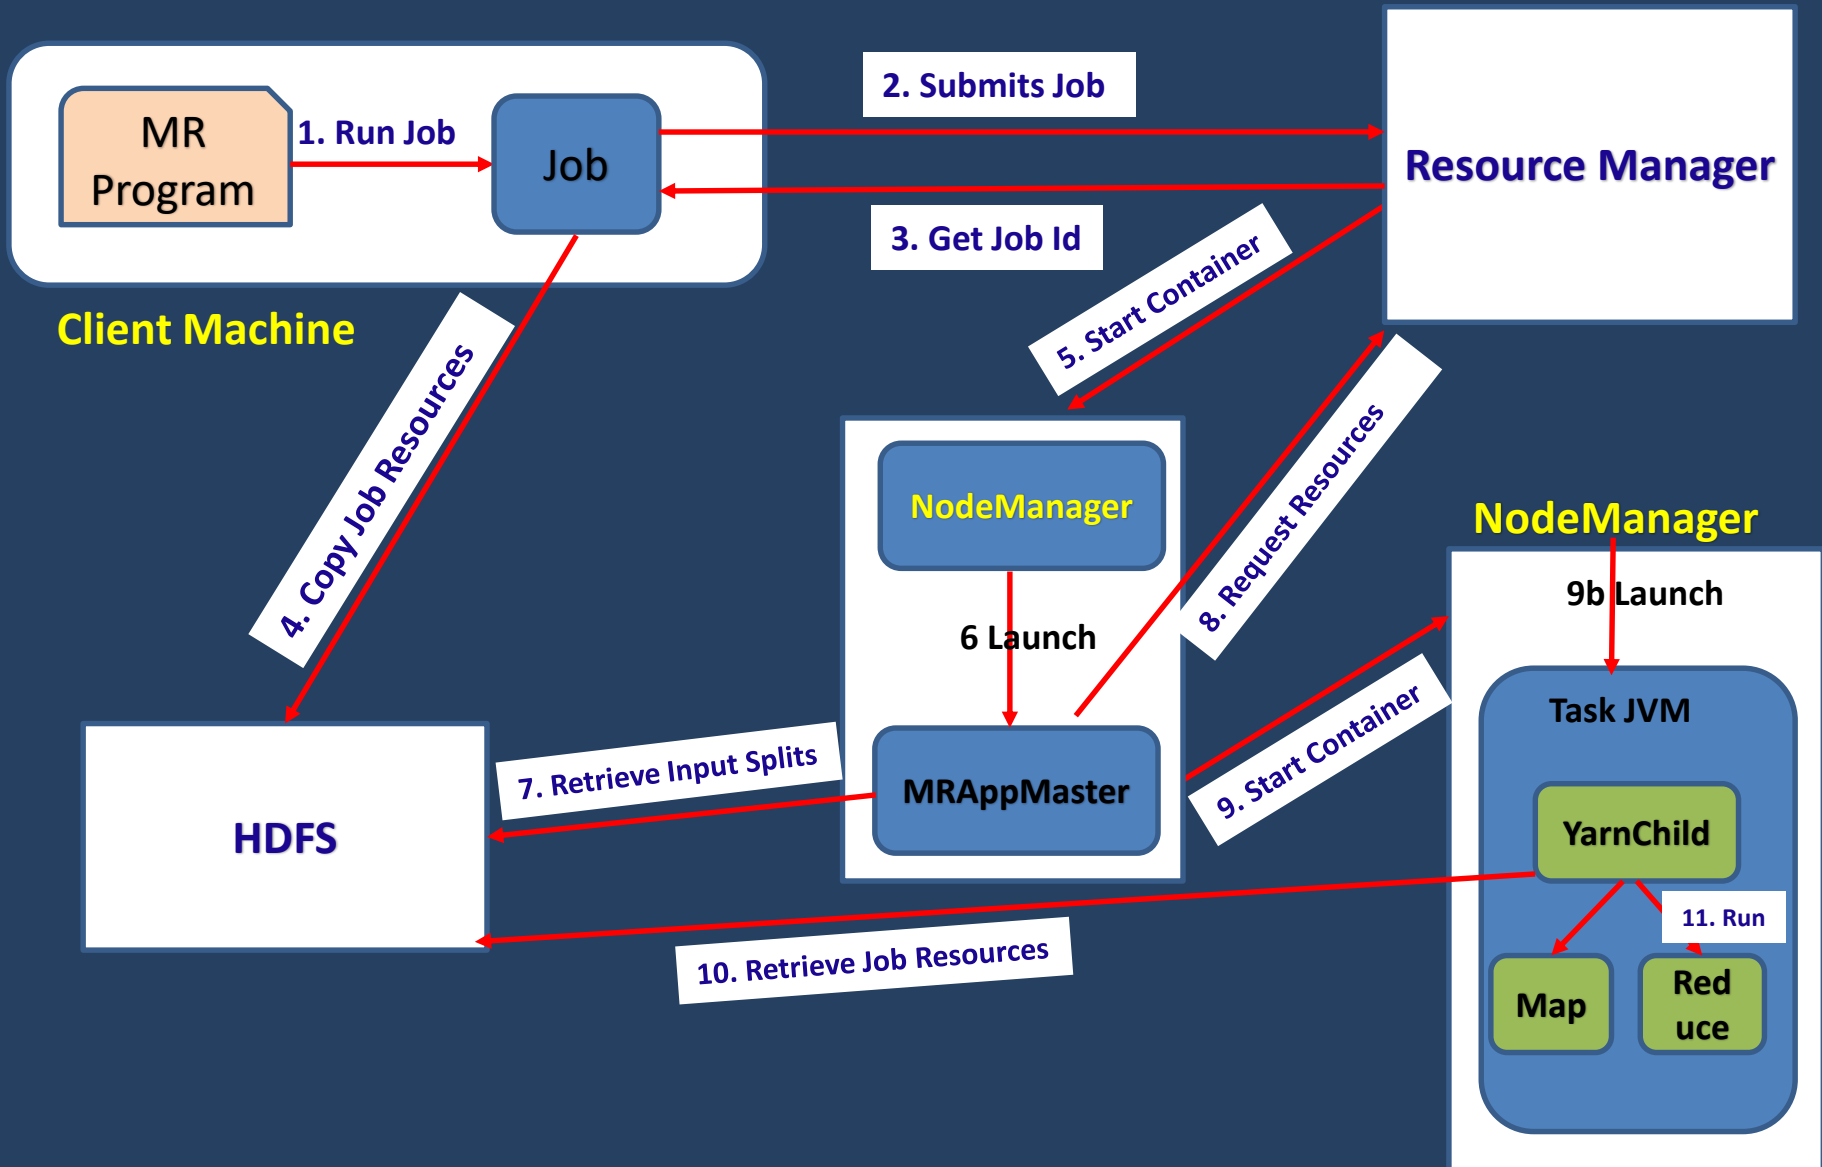 MR
Program
1. Run Job
Job
2. Submits Job
3. Get Job Id
Resource Manager
Client Machine
4. Copy Job Resources
5. Start Container
8. Request Resources
NodeManager
6 Launch
MRAppMaster
7. Retrieve Input Splits
HDFS
9. Start Container
NodeManager
9b Launch
Task JVM
YarnChild
10. Retrieve Job Resources
11. Run
Map
Red
uce